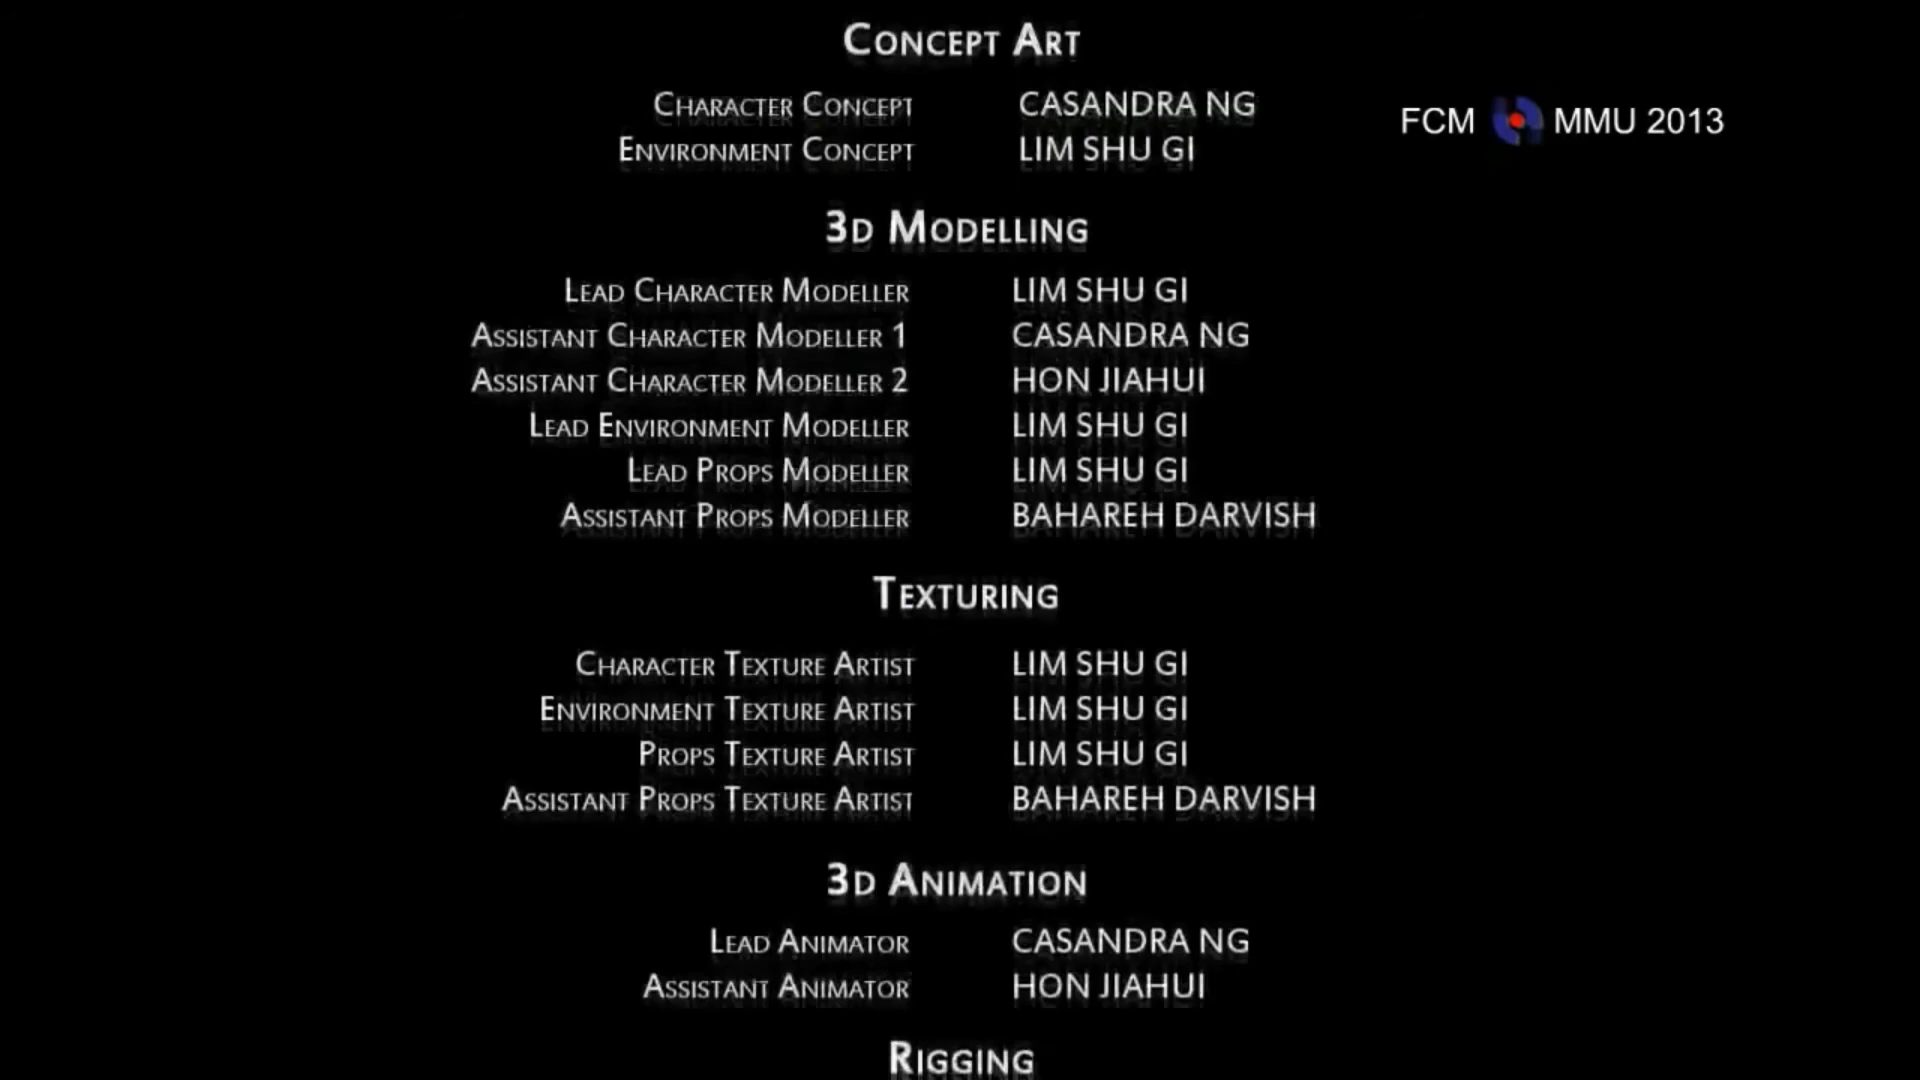 CONCEPT ART
CHARACTER CONCEPT CASANDRA NG
FCM MMU 2013
ENVIRONMENT CONCEPT LIM SHU GI
3D MODELLING
LEAD CHARACTER MODELLER LIM SHU GI
ASSISTANT CHARACTER MODELLER 1 CASANDRA NG
ASSISTANT CHARACTER MODELLER 2 HON JIAHUI
LEAD ENVIRONMENT MODELLER LIM SHU GI
LEAD PROPS MODELLER LIM SHU GI
ASSISTANT PROPS MODELLER BAHAREH DARVISH
TEXTURING
CHARACTER TEXTURE ARTIST LIM SHU GI
ENVIRONMENT TEXTURE ARTIST LIM SHU GI
PROPS TEXTURE ARTIST LIM SHU GI
ASSISTANT PROPS TEXTURE ARTIST BAHAREH DARVISH
3D ANIMATION
LEAD ANIMATOR CASANDRA NG
ASSISTANT ANIMATOR HON JIAHUI
RIGGING